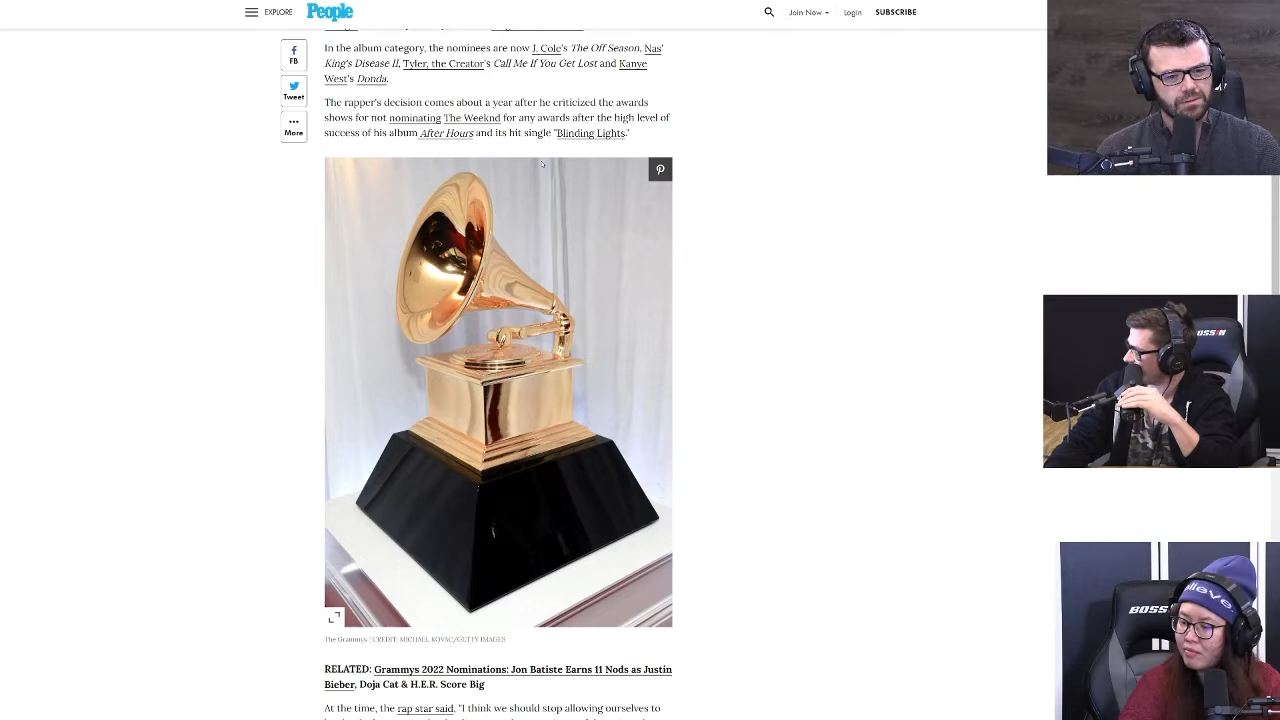 EXPLORE
People
Join Now
Login
SUBSCRIBE
FB
Tweet
More
In the album category, the nominees are now J. Cole's The Off Season, Nas'
King's Disease II, Tyler, the Creator's Call Me If You Get Lost and Kanye
West's Donda.
The rapper's decision comes about a year after he criticized the awards
shows for not nominating The Weeknd for any awards after the high level of
success of his album After Hours and its hit single "Blinding Lights."
The Grammys | CREDIT: MICHAEL KOVAC/GETTY IMAGES
RELATED: Grammys 2022 Nominations: Jon Batiste Earns 11 Nods as Justin
Bieber, Doja Cat & H.E.R. Score Big
At the time, the rap star said, "I think we should stop allowing ourselves to